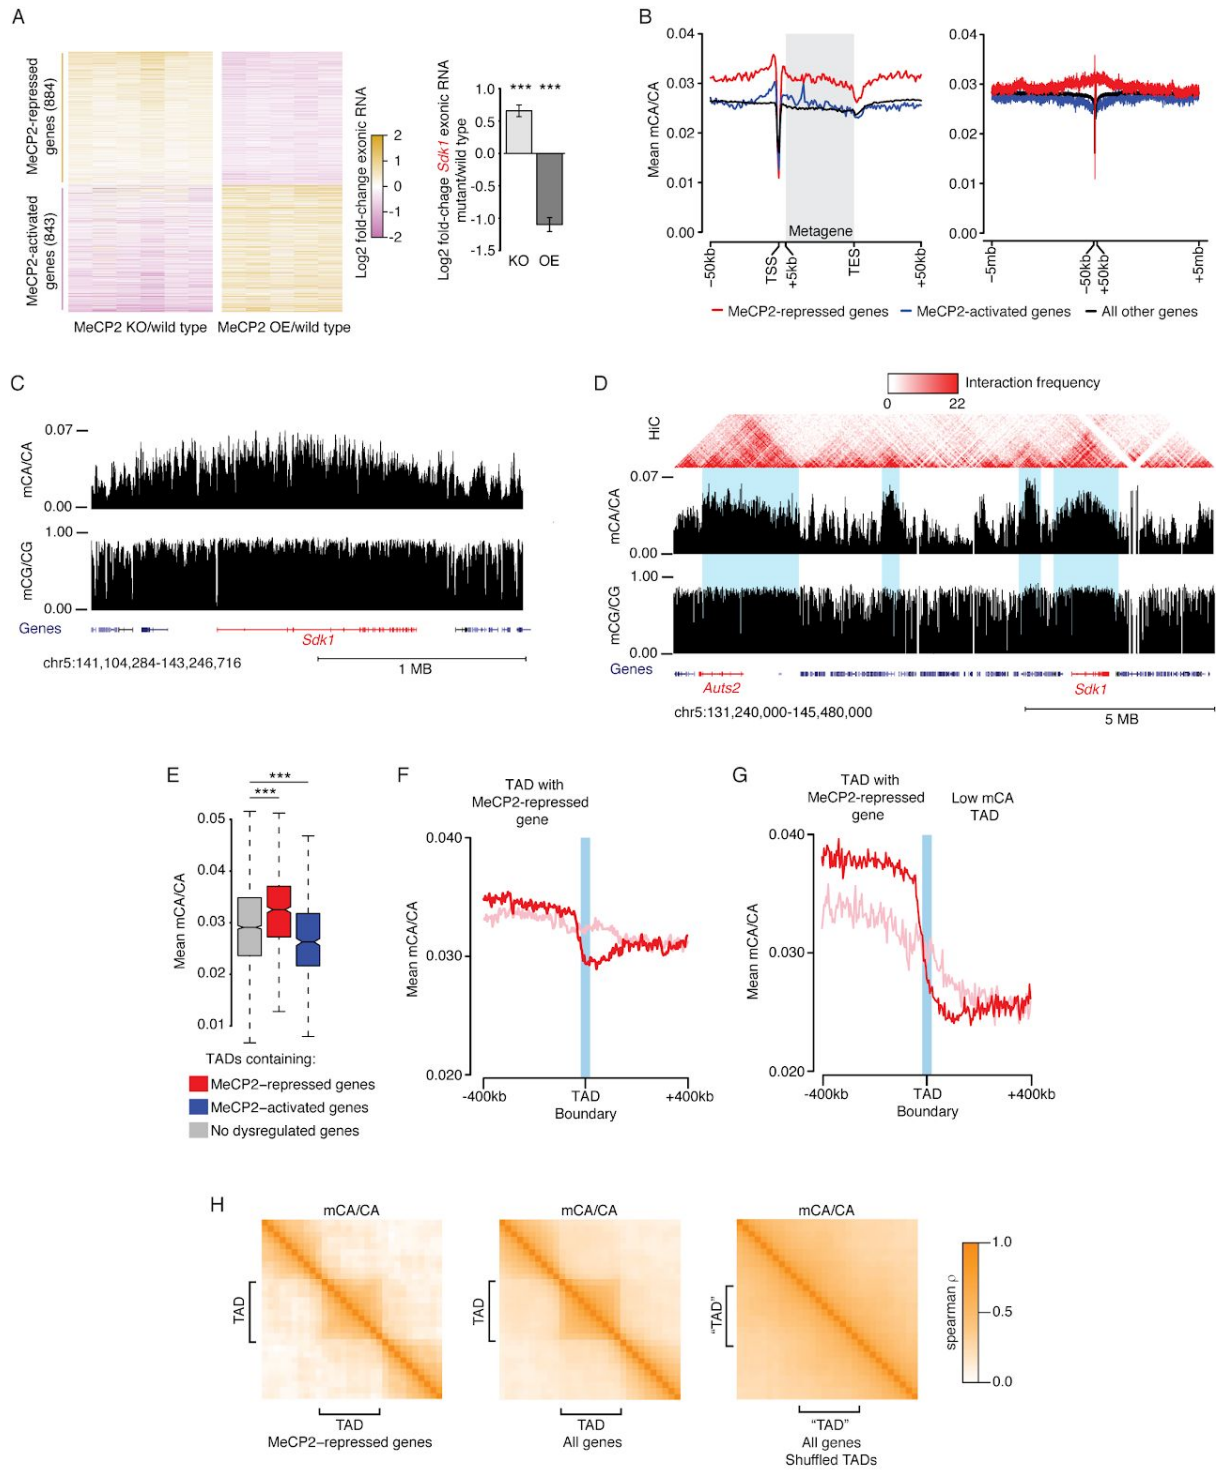 A
MeCP2-repressed
genes (884)
MeCP2-activated
genes (843)
MeCP2 KO/wild type
MeCP2 OE/wild type
Log2 fold-change exonic RNA
2
1
0
-1
-2
Log2 fold-chage Sdk1 exonic RNA
mutant/wild type
*** ***
1.0
0.5
0.0
-0.5
-1.0
-1.5
KO OE
B
Mean mCA/CA
0.04
0.03
0.02
0.01
0.00
Metagene
-50kb
TSS
+5kb
TES
+50kb
0.04
0.03
0.02
0.01
0.00
-5mb
-50kb
+50kb
+5mb
MeCP2-repressed genes
MeCP2-activated genes
All other genes
C
mCA/CA
0.07
0.00
mCG/CG
1.00
0.00
Genes
Sdk1
chr5:141,104,284-143,246,716
1 MB
D
0
22
Interaction frequency
HiC
mCA/CA
0.07
0.00
mCG/CG
1.00
0.00
Genes
Auts2
Sdk1
chr5:131,240,000-145,480,000
5 MB
E
***
***
Mean mCA/CA
0.05
0.04
0.03
0.02
0.01
TADs containing:
MeCP2-repressed genes
MeCP2-activated genes
No dysregulated genes
F
TAD with
MeCP2-repressed
gene
Mean mCA/CA
0.040
0.030
0.020
-400kb
TAD
Boundary
+400kb
G
TAD with
MeCP2-repressed
gene
Low mCA
TAD
Mean mCA/CA
0.040
0.030
0.020
-400kb
TAD
Boundary
+400kb
H
mCA/CA
TAD
TAD
MeCP2-repressed genes
mCA/CA
TAD
TAD
All genes
mCA/CA
"TAD"
"TAD"
All genes
Shuffled TADs
spearman ρ
1.0
0.5
0.0